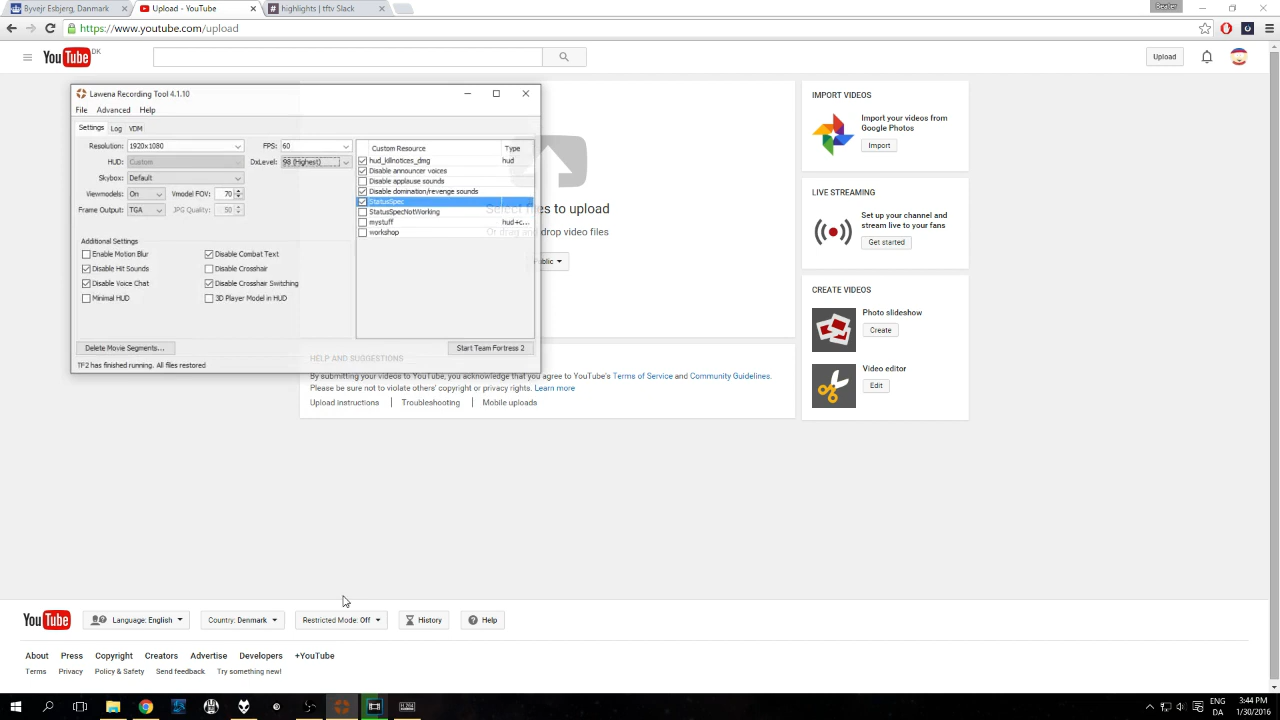 Byvejr Esbjerg, Danmark
Upload - YouTube
highlights | tftv Slack
https://www.youtube.com/upload
YouTube DK
Upload
Lawena Recording Tool 4.1.10
File Advanced Help
Settings Log VDM
Resolution: 1920x1080 FPS: 60
HUD: Custom DxLevel: 98 (Highest)
Skybox: Default
Viewmodels: On Vmodel FOV: 70
Frame Output: TGA JPG Quality: 50
Additional Settings
Enable Motion Blur Disable Combat Text
Disable Hit Sounds Disable Crosshair
Disable Voice Chat Disable Crosshair Switching
Minimal HUD 3D Player Model in HUD
Custom Resource Type
hud_killnotices_dmg hud
Disable announcer voices
Disable applause sounds
Disable domination/revenge sounds
StatusSpec
StatusSpecNotWorking
mystuff hud+c...
workshop
Delete Movie Segments... Start Team Fortress 2
TF2 has finished running. All files restored
Select files to upload
Or drag and drop video files
Public
HELP AND SUGGESTIONS
By submitting your videos to YouTube, you acknowledge that you agree to YouTube's Terms of Service and Community Guidelines.
Please be sure not to violate others' copyright or privacy rights. Learn more
Upload instructions Troubleshooting Mobile uploads
IMPORT VIDEOS
Import your videos from
Google Photos
Import
LIVE STREAMING
Set up your channel and
stream live to your fans
Get started
CREATE VIDEOS
Photo slideshow
Create
Video editor
Edit
YouTube Language: English Country: Denmark Restricted Mode: Off History Help
About Press Copyright Creators Advertise Developers +YouTube
Terms Privacy Policy & Safety Send feedback Try something new!
ENG 3:44 PM
DA 1/30/2016